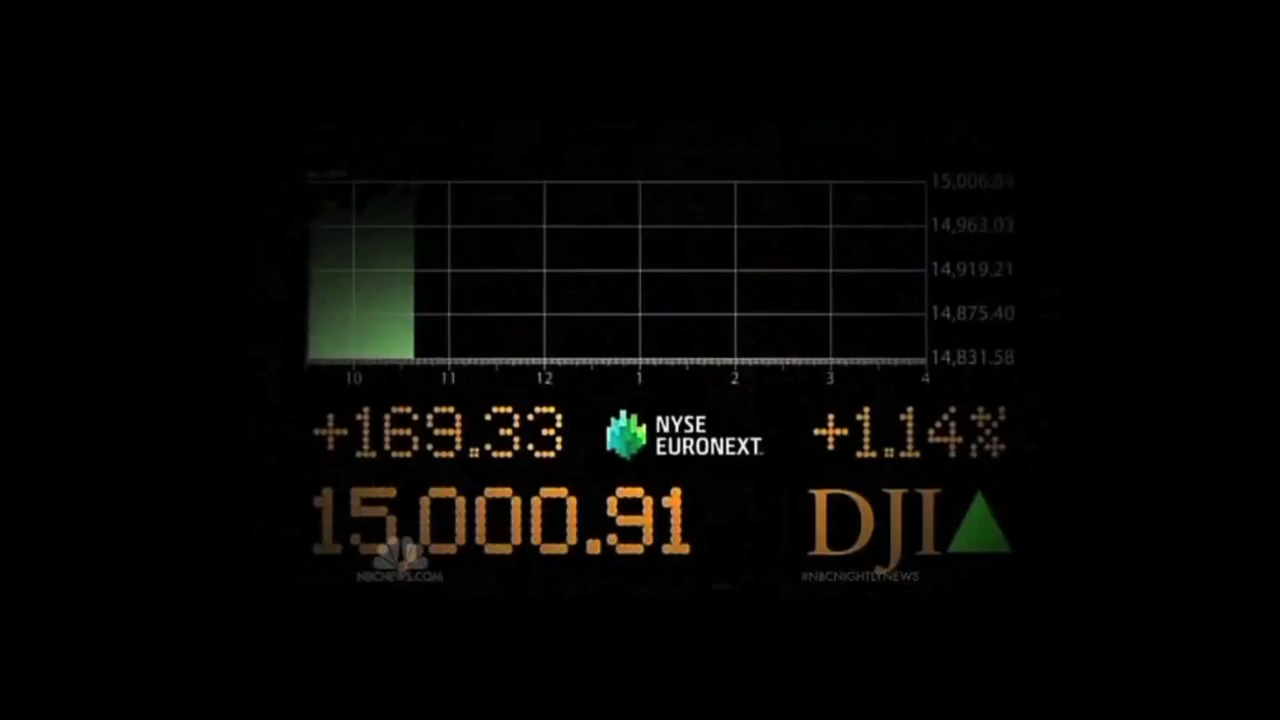 15,006.84
14,963.03
14,919.21
14,875.40
14,831.58
10 11 12 1 2 3 4
+169.33 NYSE EURONEXT. +1.14%
15,000.91 DJI
NBCNEWS.COM #NBCNIGHTLYNEWS